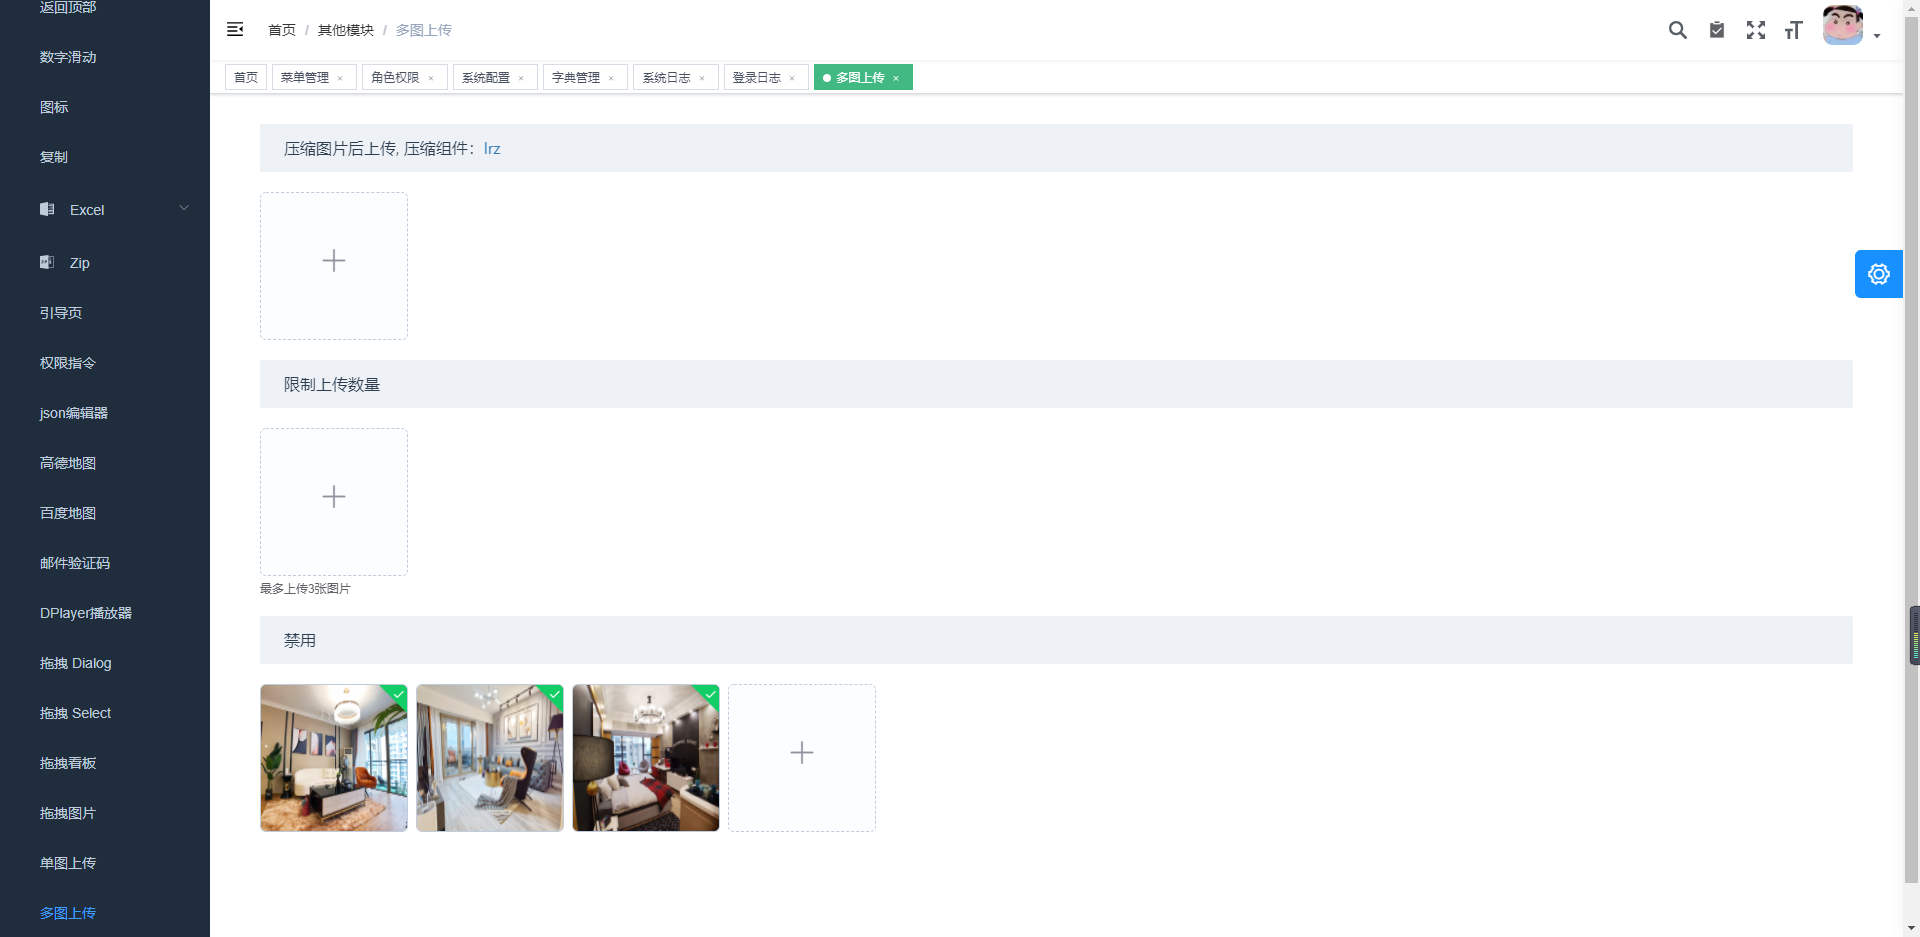 返回顶部
数字滑动
图标
复制
Excel
Zip
引导页
权限指令
json编辑器
高德地图
百度地图
邮件验证码
DPlayer播放器
拖拽 Dialog
拖拽 Select
拖拽看板
拖拽图片
单图上传
多图上传
首页 / 其他模块 / 多图上传
首页 菜单管理 × 角色权限 × 系统配置 × 字典管理 × 系统日志 × 登录日志 × 多图上传 ×
压缩图片后上传, 压缩组件：lrz
限制上传数量
最多上传3张图片
禁用